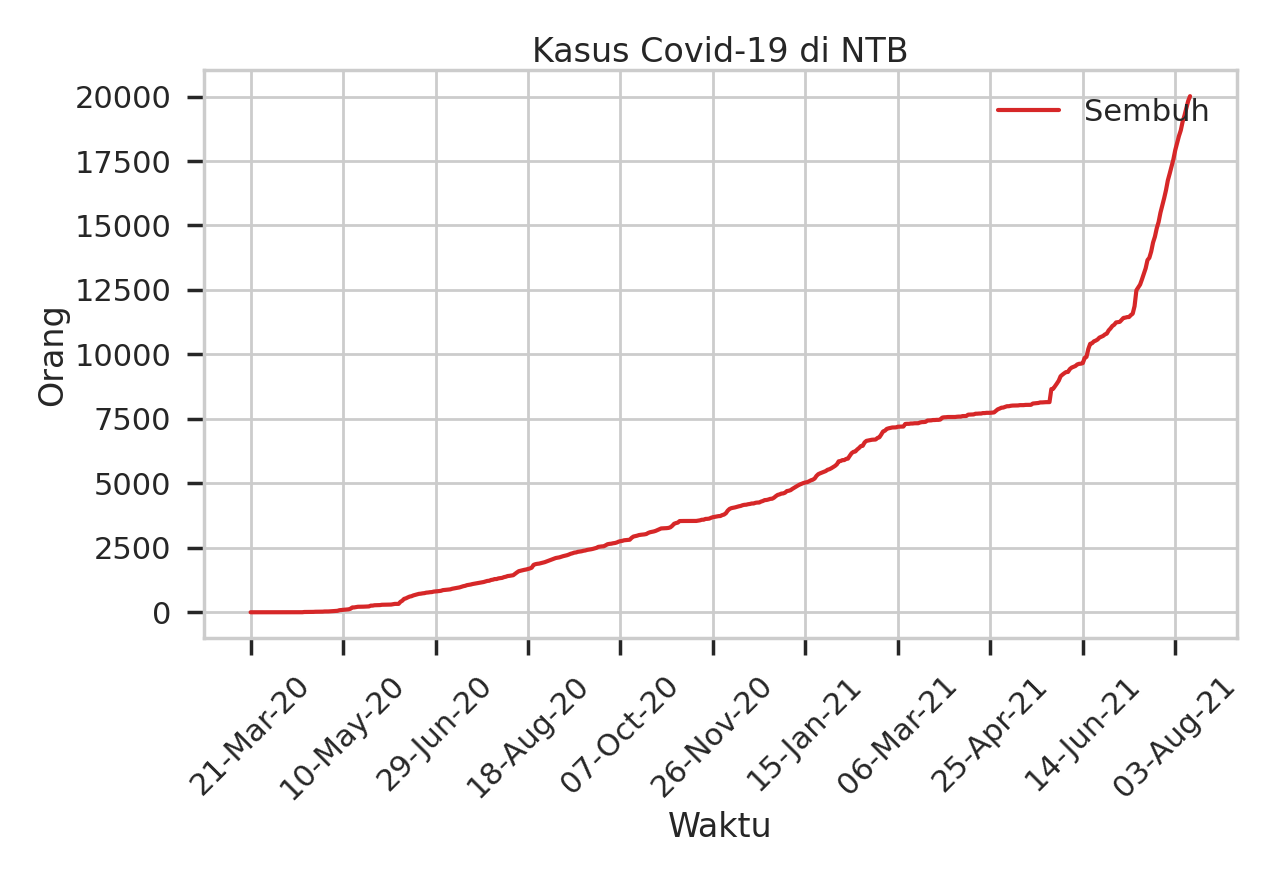 Kasus Covid-19 di NTB
Sembuh
20000
17500
15000
12500
10000
7500
5000
2500
0
Orang
21-Mar-20
10-May-20
29-Jun-20
18-Aug-20
07-Oct-20
26-Nov-20
15-Jan-21
06-Mar-21
25-Apr-21
14-Jun-21
03-Aug-21
Waktu